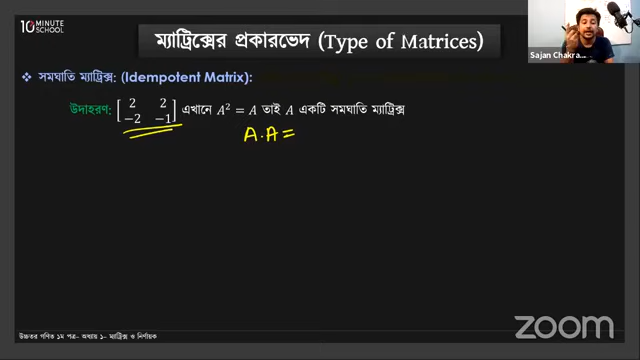 10 MINUTE SCHOOL
ম্যাট্রিক্সের প্রকারভেদ (Type of Matrices)
Sajan Chakra...
❖ সমঘাতি ম্যাট্রিক্স: (Idempotent Matrix):
উদাহরণ: [2 2; −2 −1] এখানে A² = A তাই A একটি সমঘাতি ম্যাট্রিক্স
A.A =
উচ্চতর গণিত ১ম পত্র- অধ্যায় ১- ম্যাট্রিক্স ও নির্ণায়ক
zoom